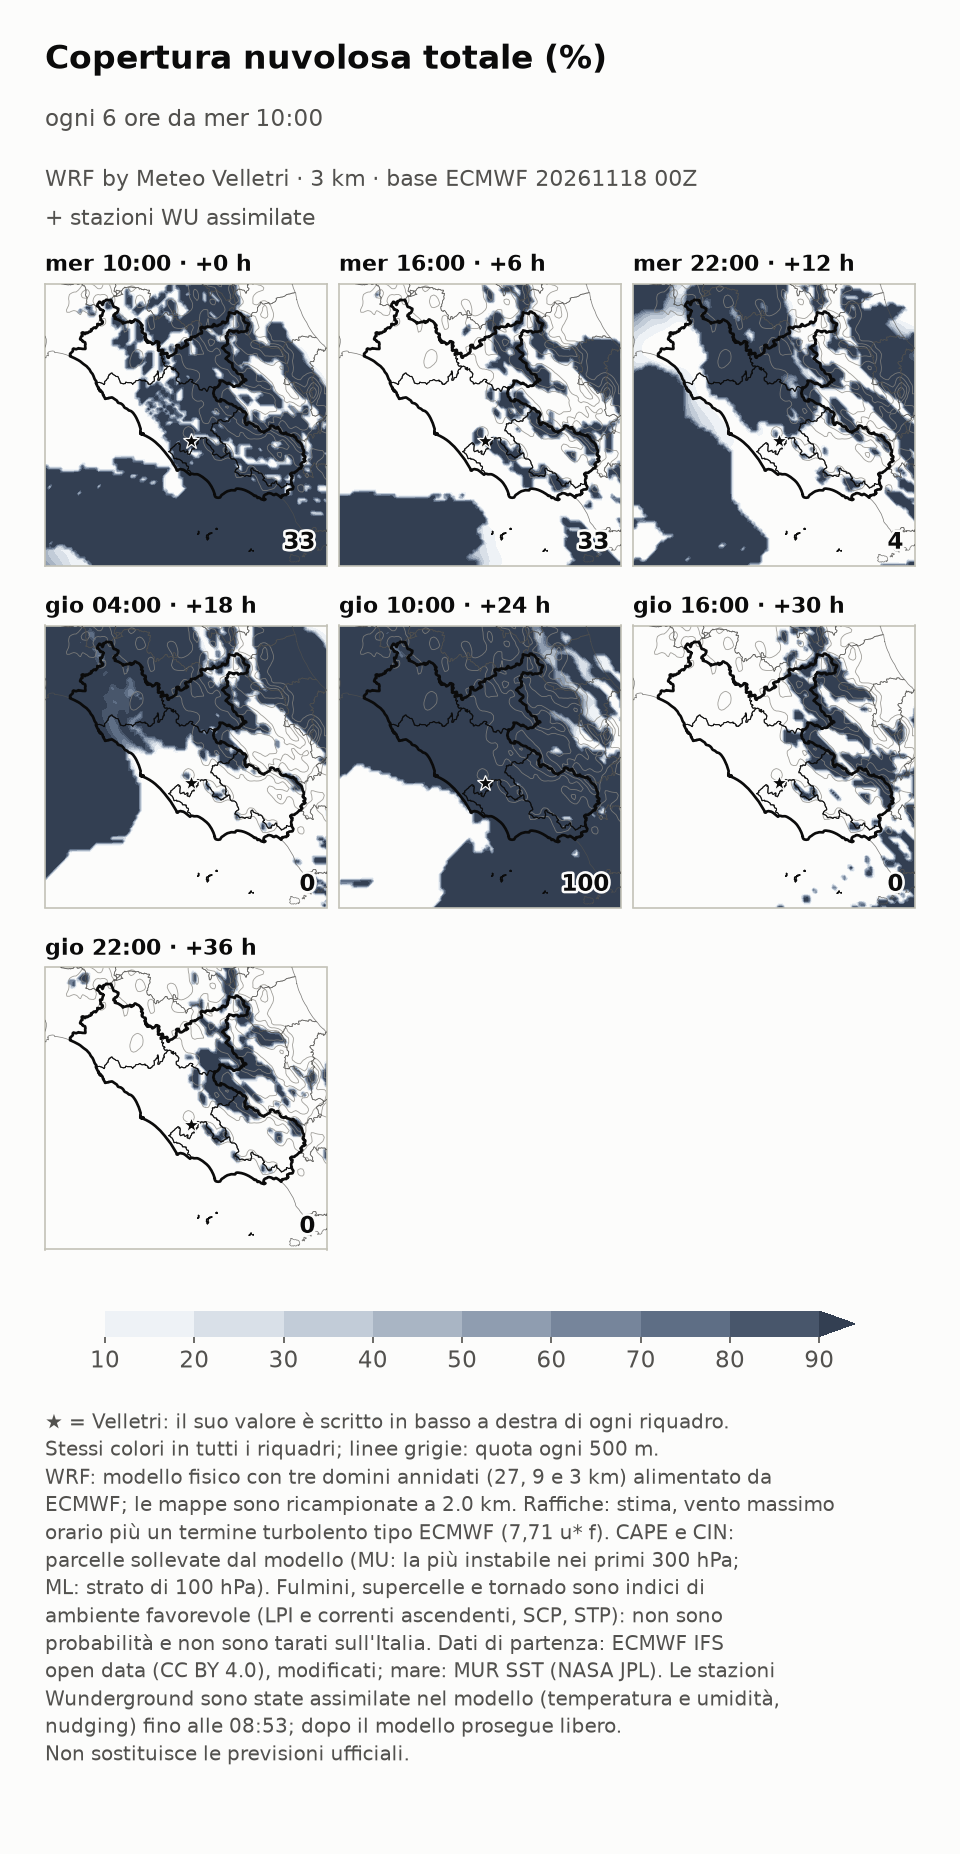 Copertura nuvolosa totale (%)
ogni 6 ore da mer 10:00
WRF by Meteo Velletri · 3 km · base ECMWF 20261118 00Z
+ stazioni WU assimilate
mer 10:00 · +0 h
mer 16:00 · +6 h
mer 22:00 · +12 h
33
33
4
gio 04:00 · +18 h
gio 10:00 · +24 h
gio 16:00 · +30 h
0
100
0
gio 22:00 · +36 h
0
10 20 30 40 50 60 70 80 90
★ = Velletri: il suo valore è scritto in basso a destra di ogni riquadro.
Stessi colori in tutti i riquadri; linee grigie: quota ogni 500 m.
WRF: modello fisico con tre domini annidati (27, 9 e 3 km) alimentato da
ECMWF; le mappe sono ricampionate a 2.0 km. Raffiche: stima, vento massimo
orario più un termine turbolento tipo ECMWF (7,71 u* f). CAPE e CIN:
parcelle sollevate dal modello (MU: la più instabile nei primi 300 hPa;
ML: strato di 100 hPa). Fulmini, supercelle e tornado sono indici di
ambiente favorevole (LPI e correnti ascendenti, SCP, STP): non sono
probabilità e non sono tarati sull'Italia. Dati di partenza: ECMWF IFS
open data (CC BY 4.0), modificati; mare: MUR SST (NASA JPL). Le stazioni
Wunderground sono state assimilate nel modello (temperatura e umidità,
nudging) fino alle 08:53; dopo il modello prosegue libero.
Non sostituisce le previsioni ufficiali.